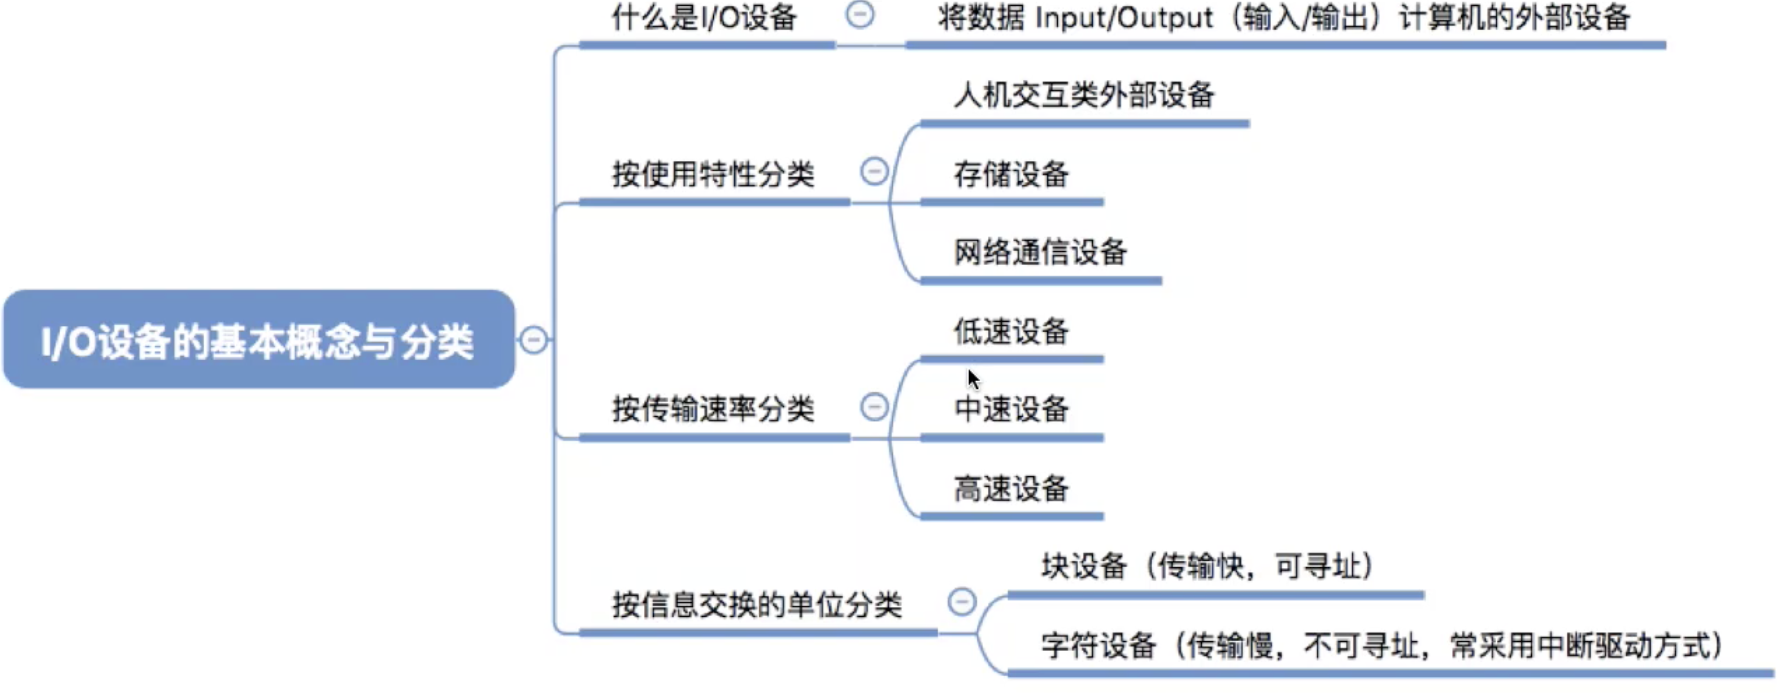 什么是I/O设备
将数据 Input/Output（输入/输出）计算机的外部设备
人机交互类外部设备
按使用特性分类
存储设备
网络通信设备
I/O设备的基本概念与分类
低速设备
按传输速率分类
中速设备
高速设备
块设备（传输快，可寻址）
按信息交换的单位分类
字符设备（传输慢，不可寻址，常采用中断驱动方式）